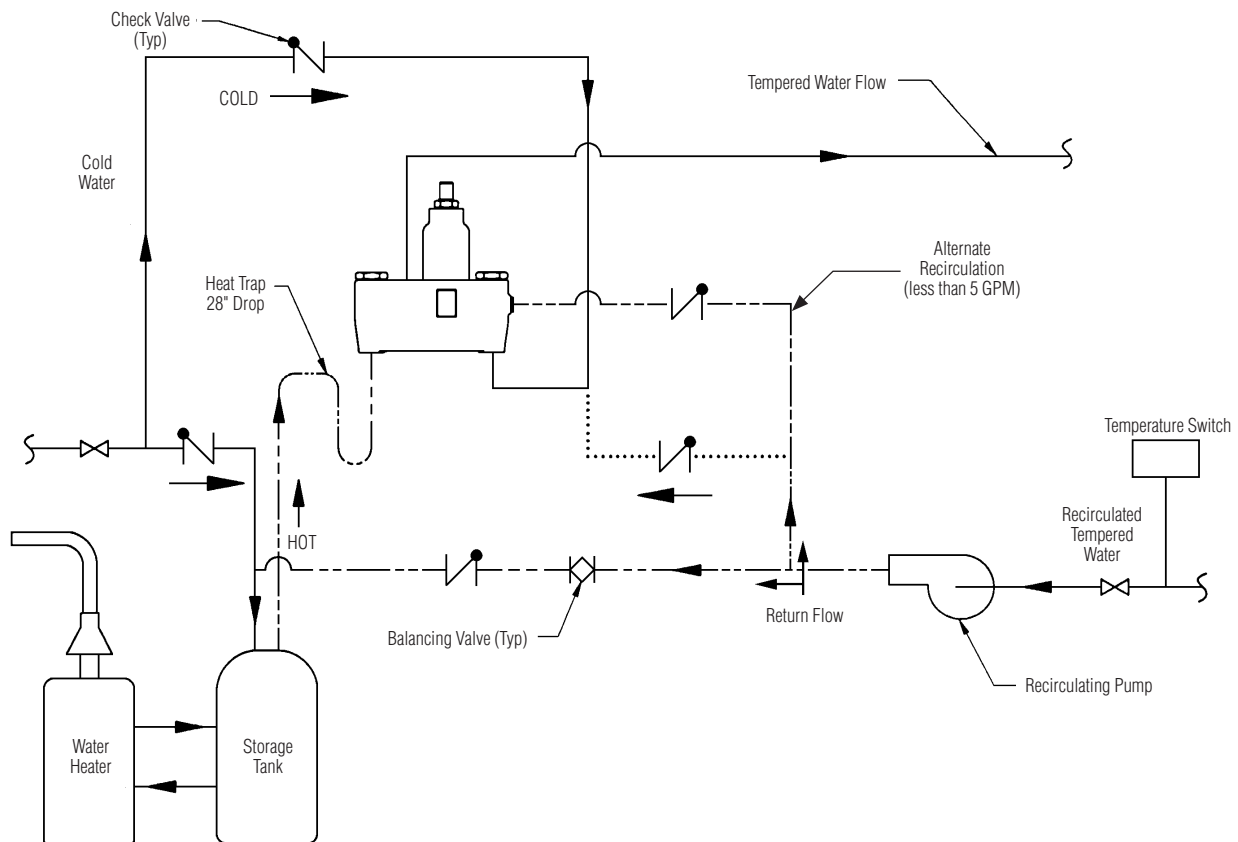 Check Valve
(Typ)
COLD
Tempered Water Flow
Cold
Water
Alternate
Recirculation
(less than 5 GPM)
Heat Trap
28" Drop
Temperature Switch
HOT
Recirculated
Tempered
Water
Return Flow
Balancing Valve (Typ)
Recirculating Pump
Water
Heater
Storage
Tank